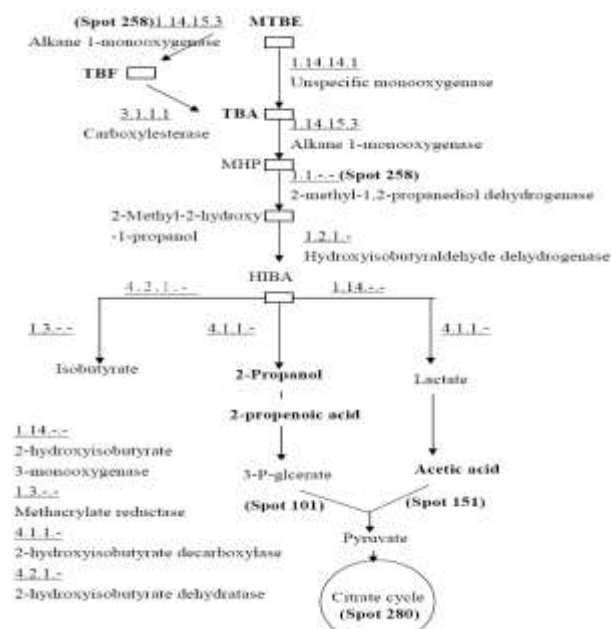 (Spot 258) 1.14.15.3
Alkane 1-monooxygenase
MTBE
1.14.14.1
Unspecific monooxygenase
TBF
3.1.1.1
Carboxylesterase
TBA
1.14.15.3
Alkane 1-monooxygenase
MHP
1.1.-.- (Spot 258)
2-methyl-1,2-propanediol dehydrogenase
2-Methyl-2-hydroxy
-1-propanol
1.2.1.-
Hydroxyisobutyraldehyde dehydrogenase
HIBA
4.2.1.-
1.14.-.-
1.3.-.-
4.1.1.-
4.1.1.-
Isobutyrate
2-Propanol
Lactate
2-propenoic acid
3-P-glcerate
Acetic acid
(Spot 101)
(Spot 151)
Pyruvate
Citrate cycle
(Spot 280)
1.14.-.-
2-hydroxyisobutyrate
3-monooxygenase
1.3.-.-
Methacrylate reductase
4.1.1.-
2-hydroxyisobutyrate decarboxylase
4.2.1.-
2-hydroxyisobutyrate dehydratase